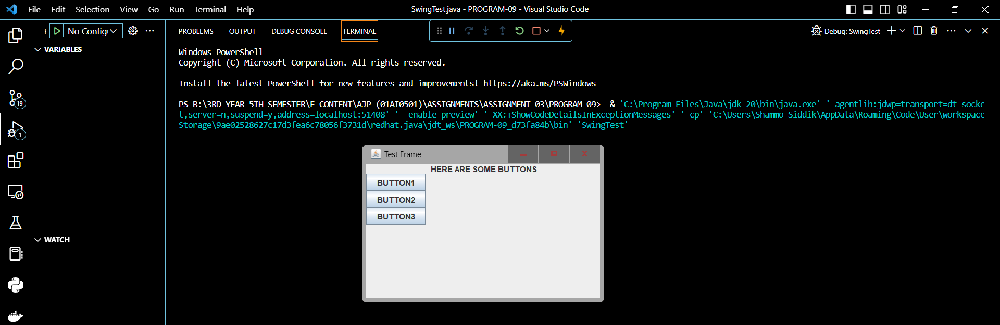 File Edit Selection View Go Run Terminal Help
SwingTest.java - PROGRAM-09 - Visual Studio Code
No Config
VARIABLES
WATCH
19
1
PROBLEMS OUTPUT DEBUG CONSOLE TERMINAL
Debug: SwingTest
Windows PowerShell
Copyright (C) Microsoft Corporation. All rights reserved.
Install the latest PowerShell for new features and improvements! https://aka.ms/PSWindows
PS B:\3RD YEAR-5TH SEMESTER\E-CONTENT\AJP (01AI0501)\ASSIGNMENTS\ASSIGNMENT-03\PROGRAM-09>  & 'C:\Program Files\Java\jdk-20\bin\java.exe' '-agentlib:jdwp=transport=dt_socke
t,server=n,suspend=y,address=localhost:51408' '--enable-preview' '-XX:+ShowCodeDetailsInExceptionMessages' '-cp' 'C:\Users\Shammo Siddik\AppData\Roaming\Code\User\workspace
Storage\9ae02528627c17d3fea6c78056f3731d\redhat.java\jdt_ws\PROGRAM-09_d73fa84b\bin' 'SwingTest'
Test Frame
HERE ARE SOME BUTTONS
BUTTON1
BUTTON2
BUTTON3